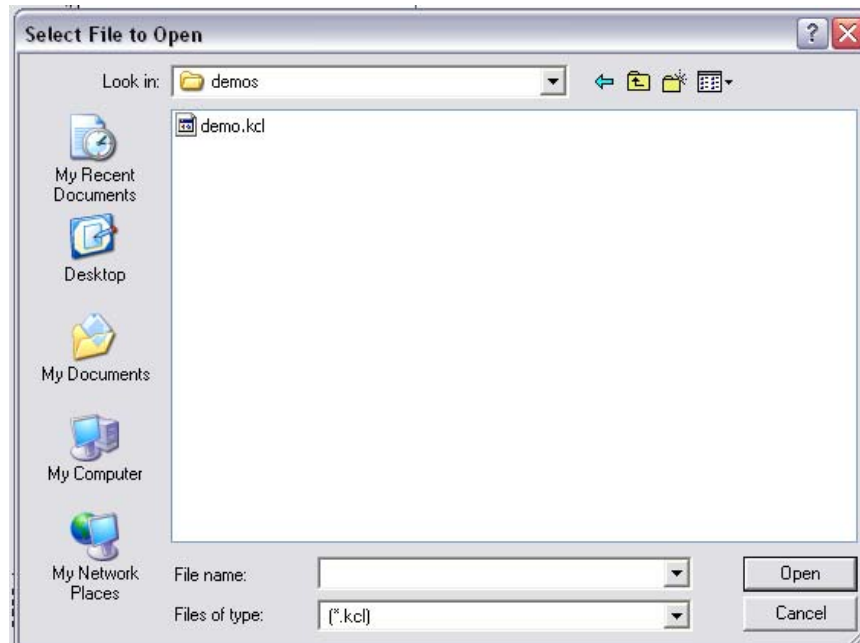 Select File to Open
Look in:
demos
demo.kcl
My Recent
Documents
Desktop
My Documents
My Computer
My Network
Places
File name:
Open
Files of type:
(*.kcl)
Cancel